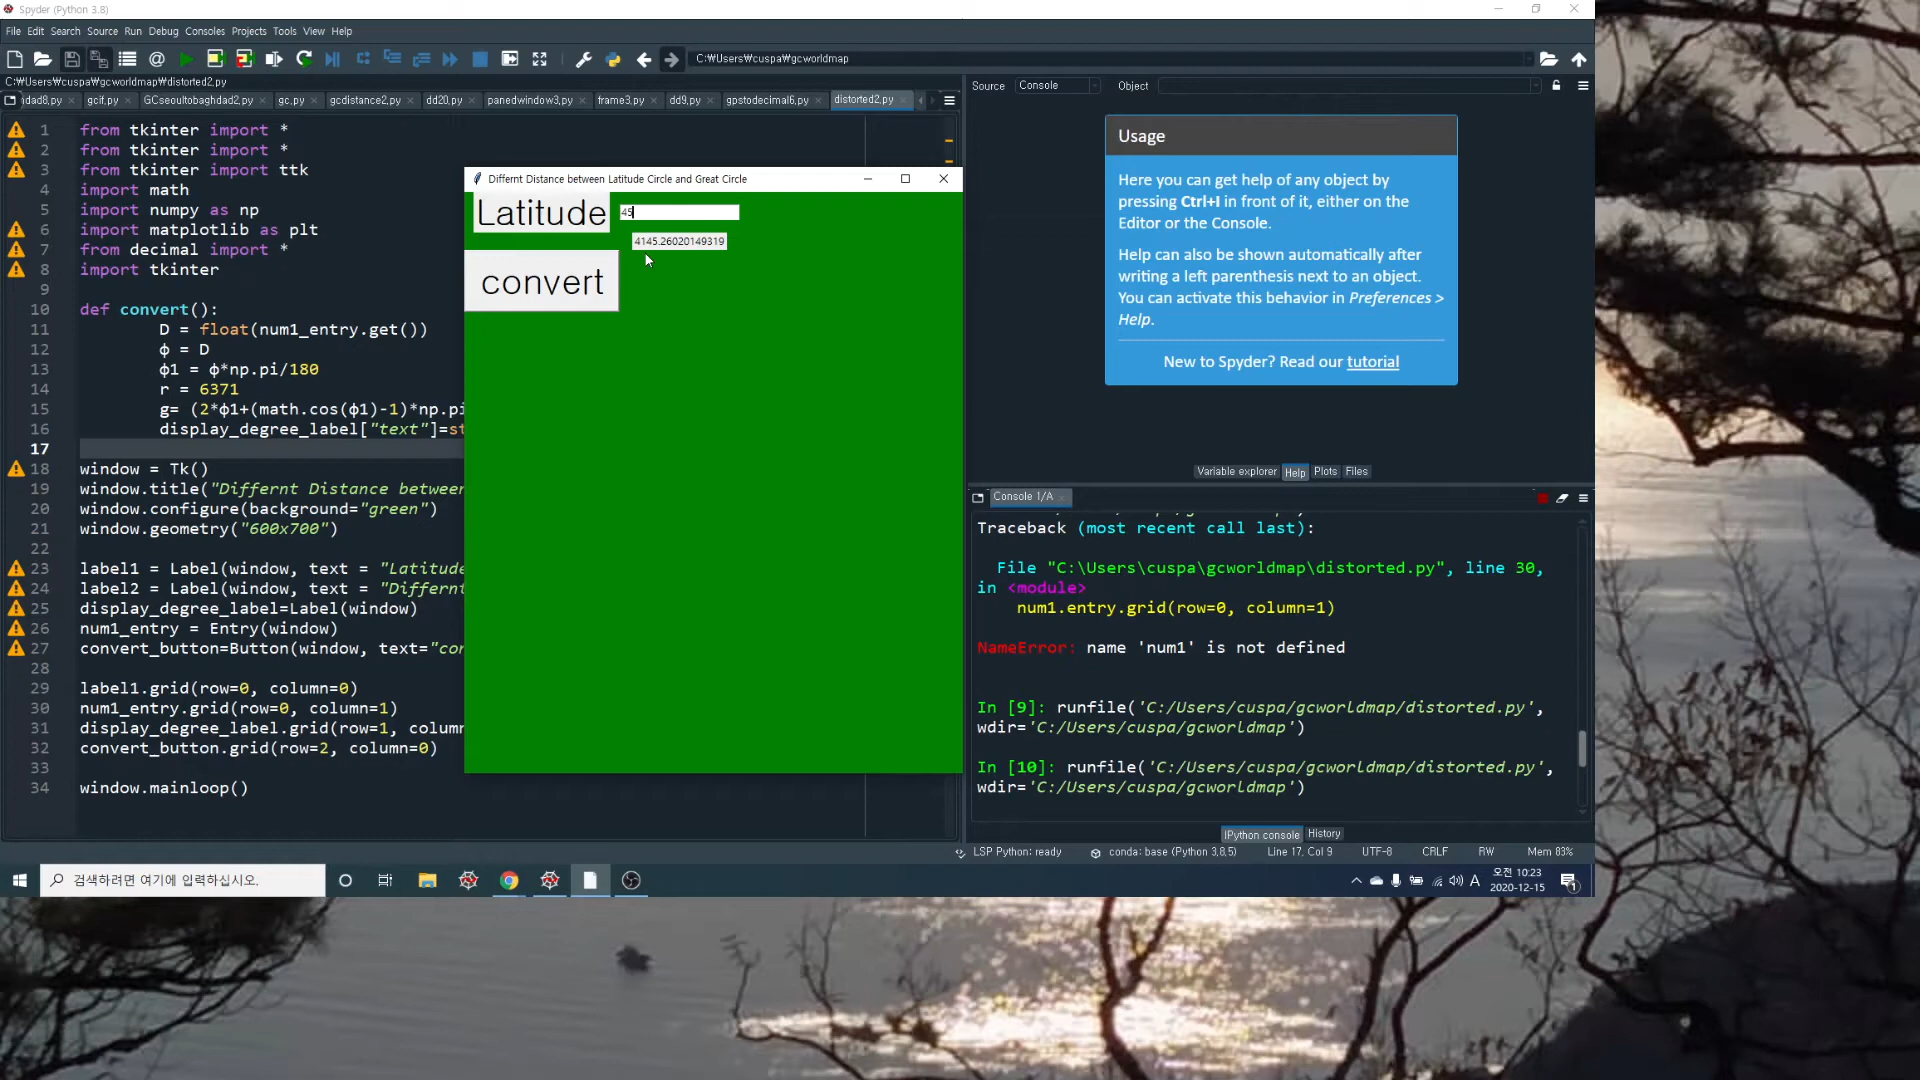 Spyder (Python 3.8)
File Edit Search Source Run Debug Consoles Projects Tools View Help
C:₩Users₩cuspa₩gcworldmap
C:₩Users₩cuspa₩gcworldmap₩distorted2.py
ıdad8.py gcif.py GCseoultobaghdad2.py gc.py gcdistance2.py dd20.py panedwindow3.py frame3.py dd9.py gpstodecimal6.py distorted2.py
1 from tkinter import *
2 from tkinter import *
3 from tkinter import ttk
4 import math
5 import numpy as np
6 import matplotlib as plt
7 from decimal import *
8 import tkinter
9
10 def convert():
11 D = float(num1_entry.get())
12 ϕ = D
13 ϕ1 = ϕ*np.pi/180
14 r = 6371
15 g= (2*ϕ1+(math.cos(ϕ1)-1)*np.pi
16 display_degree_label["text"]=st
17
18 window = Tk()
19 window.title("Differnt Distance between
20 window.configure(background="green")
21 window.geometry("600x700")
22
23 label1 = Label(window, text = "Latitude
24 label2 = Label(window, text = "Differnt
25 display_degree_label=Label(window)
26 num1_entry = Entry(window)
27 convert_button=Button(window, text="con
28
29 label1.grid(row=0, column=0)
30 num1_entry.grid(row=0, column=1)
31 display_degree_label.grid(row=1, column
32 convert_button.grid(row=2, column=0)
33
34 window.mainloop()
Differnt Distance between Latitude Circle and Great Circle
Latitude 45
4145.26020149319
convert
Source Console Object
Usage
Here you can get help of any object by
pressing Ctrl+I in front of it, either on the
Editor or the Console.
Help can also be shown automatically after
writing a left parenthesis next to an object.
You can activate this behavior in Preferences >
Help.
New to Spyder? Read our tutorial
Variable explorer Help Plots Files
Console 1/A
Traceback (most recent call last):
File "C:\Users\cuspa\gcworldmap\distorted.py", line 30,
in <module>
num1.entry.grid(row=0, column=1)
NameError: name 'num1' is not defined
In [9]: runfile('C:/Users/cuspa/gcworldmap/distorted.py',
wdir='C:/Users/cuspa/gcworldmap')
In [10]: runfile('C:/Users/cuspa/gcworldmap/distorted.py',
wdir='C:/Users/cuspa/gcworldmap')
IPython console History
LSP Python: ready conda: base (Python 3.8.5) Line 17, Col 9 UTF-8 CRLF RW Mem 83%
검색하려면 여기에 입력하십시오.
A 오전 10:23
2020-12-15
1